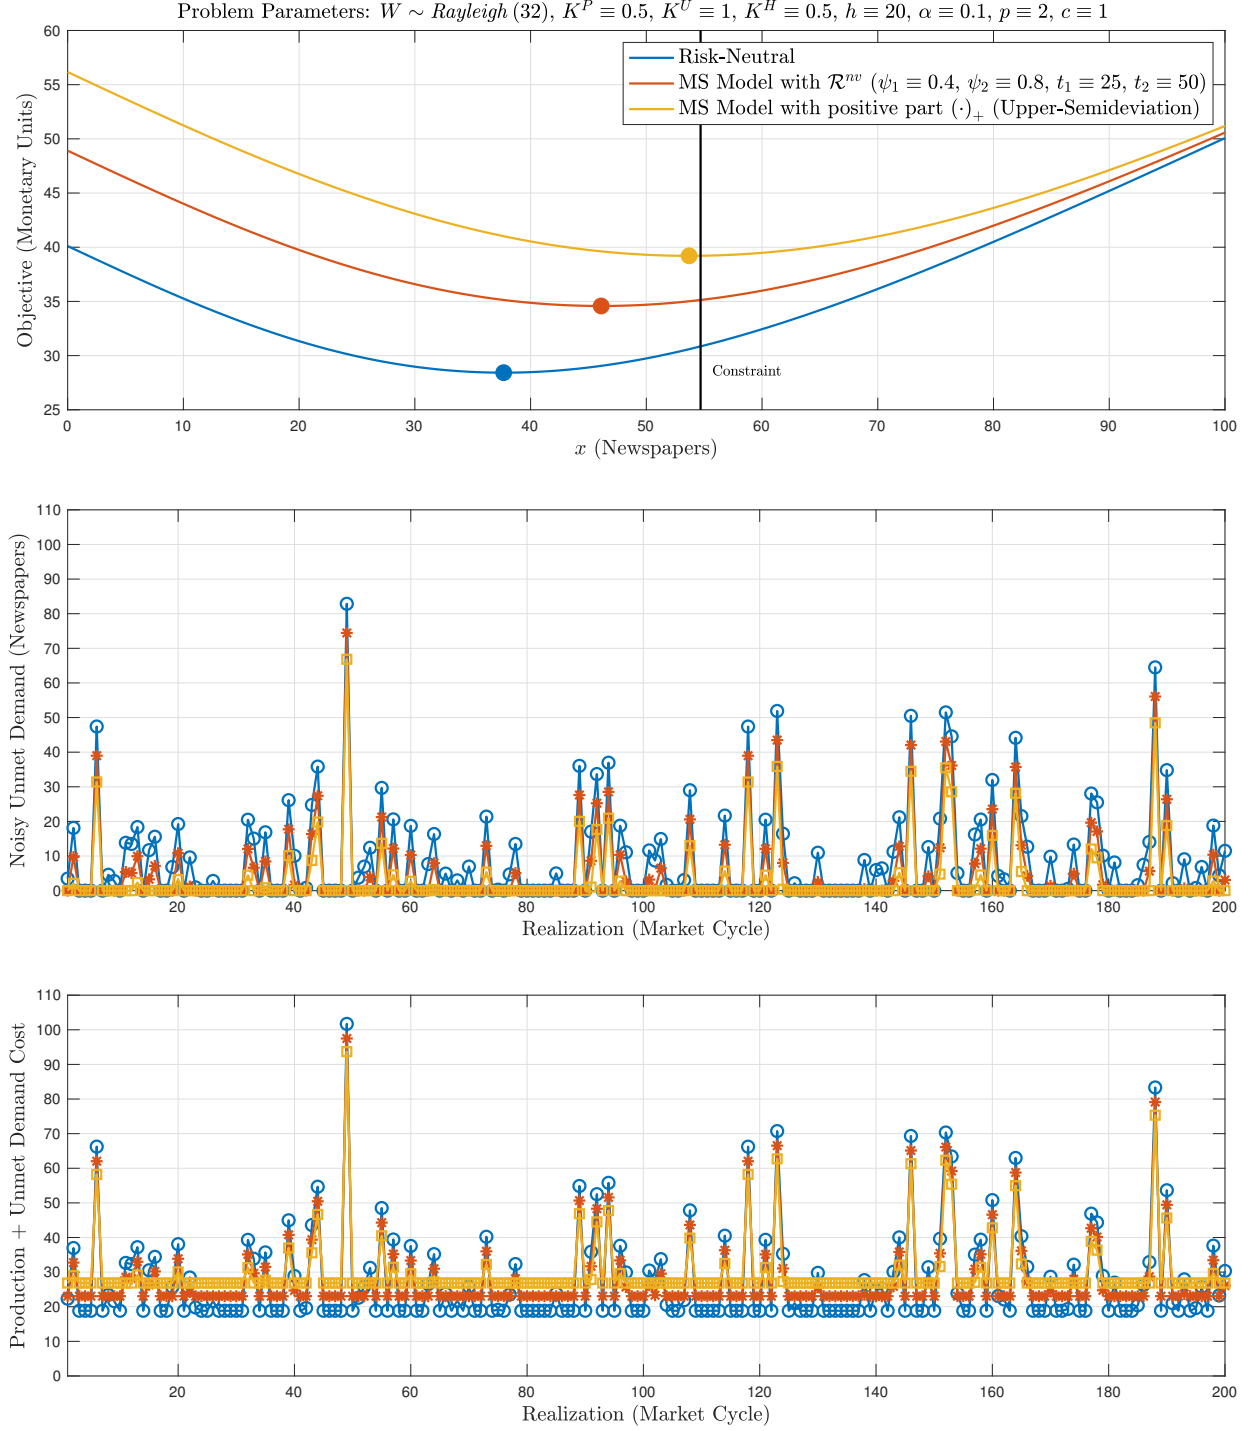 Problem Parameters: W ∼ Rayleigh (32), K^P ≡ 0.5, K^U ≡ 1, K^H ≡ 0.5, h ≡ 20, α ≡ 0.1, p ≡ 2, c ≡ 1
60
55
50
45
40
35
30
25
Objective (Monetary Units)
Risk-Neutral
MS Model with R^{nv} (ψ_1 ≡ 0.4, ψ_2 ≡ 0.8, t_1 ≡ 25, t_2 ≡ 50)
MS Model with positive part (·)_+ (Upper-Semideviation)
Constraint
0 10 20 30 40 50 60 70 80 90 100
x (Newspapers)
110
100
90
80
70
60
50
40
30
20
10
0
Noisy Unmet Demand (Newspapers)
20 40 60 80 100 120 140 160 180 200
Realization (Market Cycle)
110
100
90
80
70
60
50
40
30
20
10
0
Production + Unmet Demand Cost
20 40 60 80 100 120 140 160 180 200
Realization (Market Cycle)